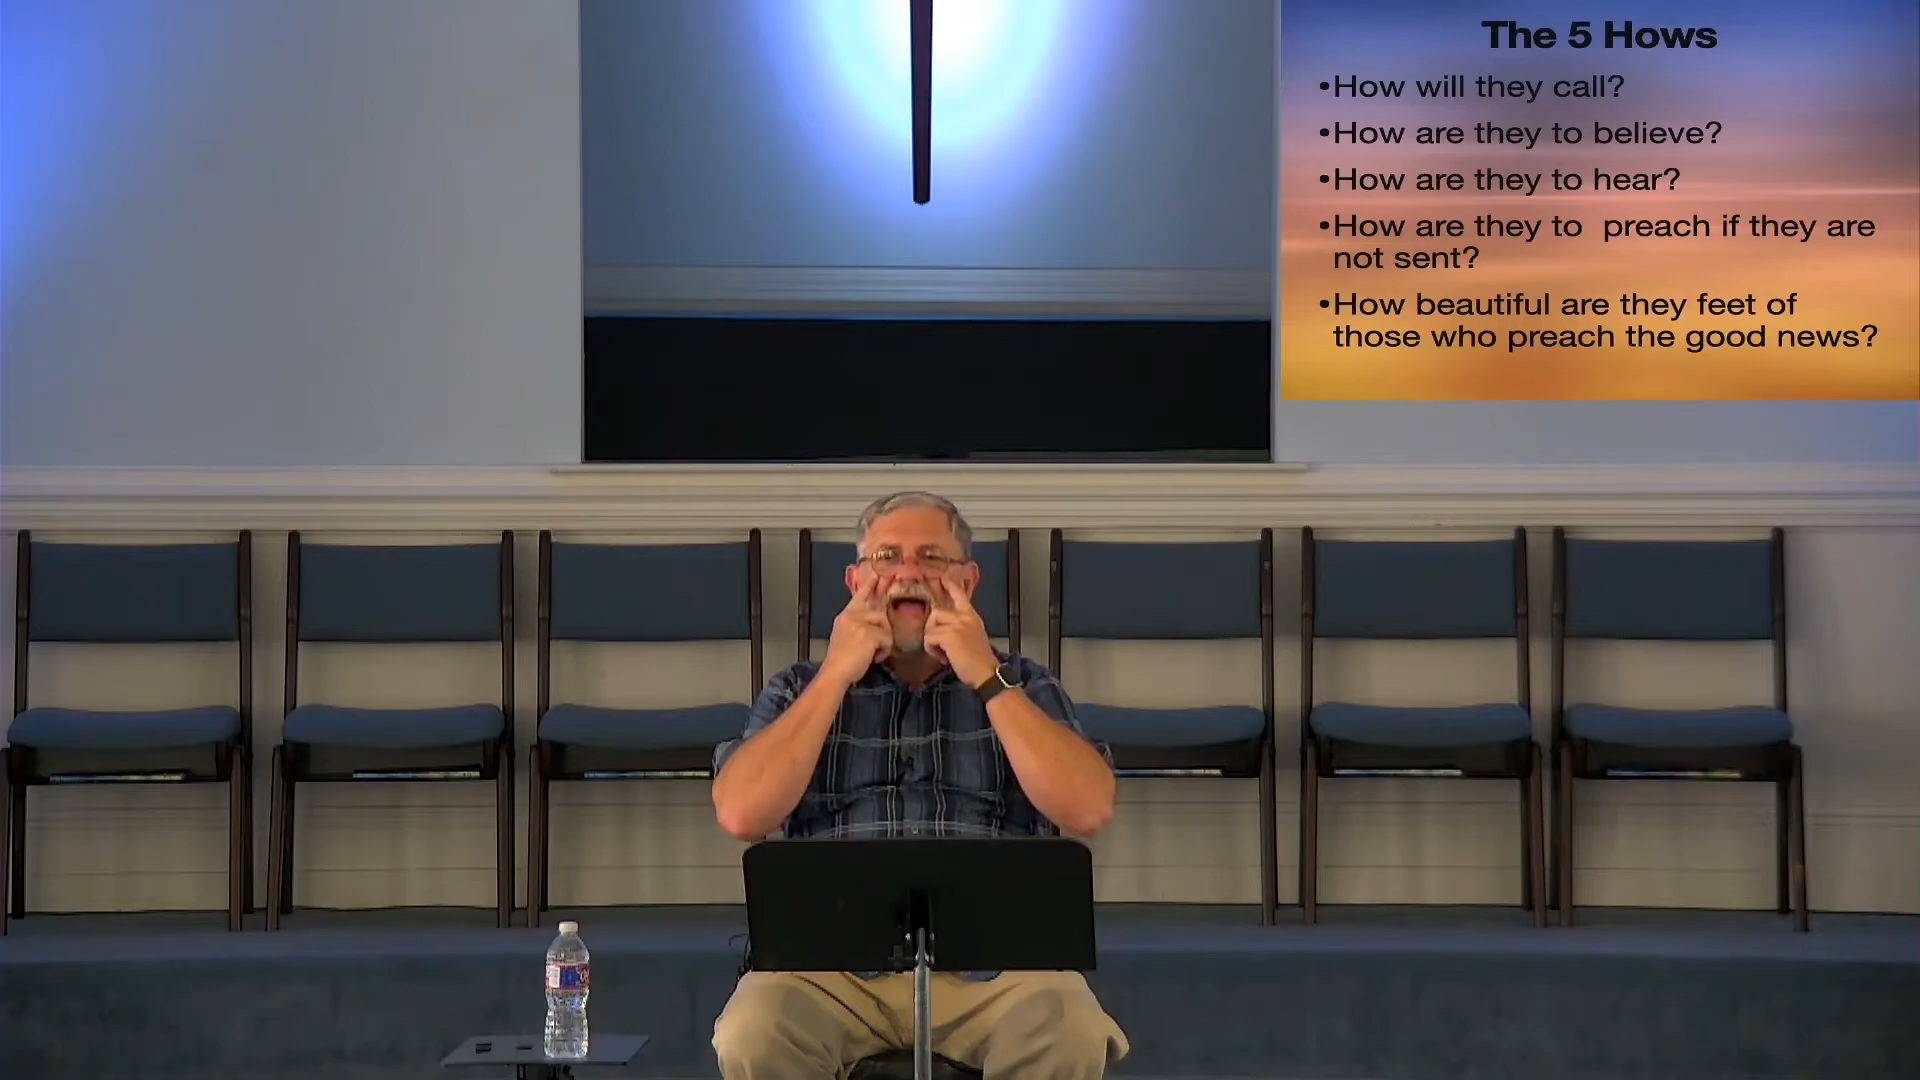 The 5 Hows
•How will they call?
•How are they to believe?
•How are they to hear?
•How are they to  preach if they are
not sent?
•How beautiful are they feet of
those who preach the good news?